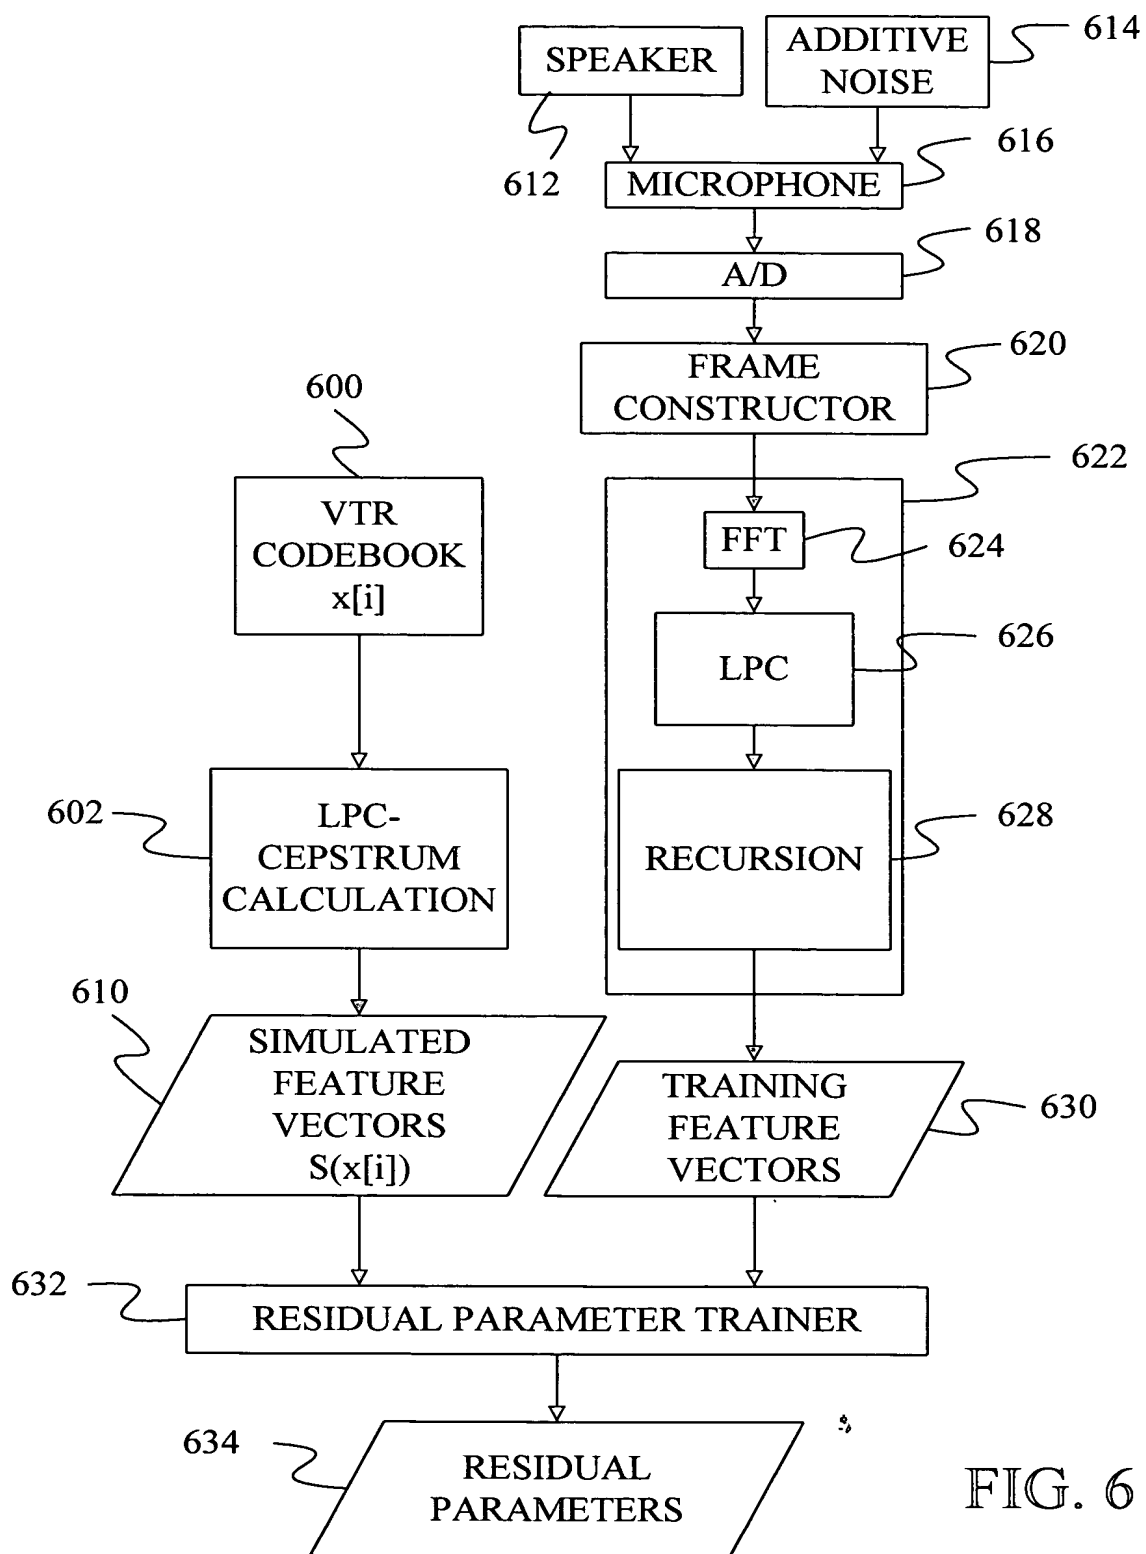 SPEAKER
ADDITIVE
NOISE
614
612
616
MICROPHONE
618
A/D
620
FRAME
CONSTRUCTOR
600
622
VTR
CODEBOOK
x[i]
FFT
624
626
LPC
602
LPC-
CEPSTRUM
CALCULATION
628
RECURSION
610
SIMULATED
FEATURE
VECTORS
S(x[i])
TRAINING
FEATURE
VECTORS
630
632
RESIDUAL PARAMETER TRAINER
634
RESIDUAL
PARAMETERS
FIG. 6